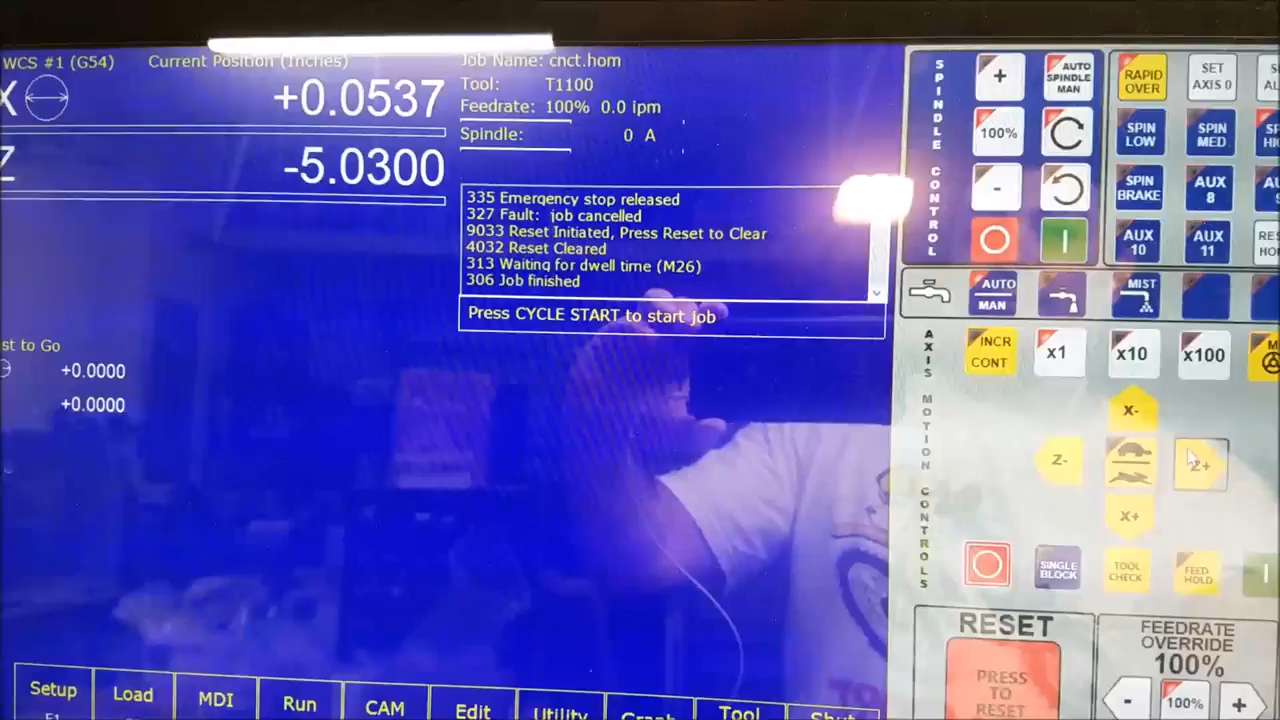 WCS #1 (G54)
Current Position (Inches)
X
+0.0537
Z
-5.0300
Job Name: cnct.hom
Tool: T1100
Feedrate: 100% 0.0 ipm
Spindle: 0 A
335 Emergency stop released
327 Fault: job cancelled
9033 Reset Initiated, Press Reset to Clear
4032 Reset Cleared
313 Waiting for dwell time (M26)
306 Job finished
Press CYCLE START to start job
st to Go
+0.0000
+0.0000
Setup
F1
Load
MDI
Run
CAM
Edit
Utility
Graph
Tool
Shut
SPINDLE CONTROL
+
AUTO
SPINDLE
MAN
100%
-
RAPID
OVER
SET
AXIS 0
SPIN
LOW
SPIN
MED
SPIN
BRAKE
AUX
8
AUX
10
AUX
11
AUTO
MAN
MIST
AXIS MOTION CONTROLS
INCR
CONT
x1
x10
x100
X-
Z-
Z+
X+
SINGLE
BLOCK
TOOL
CHECK
FEED
HOLD
RESET
PRESS
TO
RESET
FEEDRATE
OVERRIDE
100%
-
100%
+